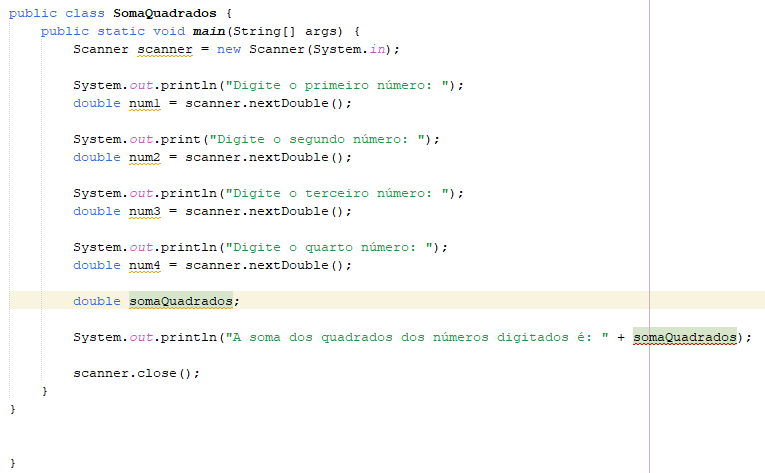 public class SomaQuadrados {
public static void main(String[] args) {
Scanner scanner = new Scanner(System.in);
System.out.println("Digite o primeiro número: ");
double num1 = scanner.nextDouble();
System.out.print("Digite o segundo número: ");
double num2 = scanner.nextDouble();
System.out.println("Digite o terceiro número: ");
double num3 = scanner.nextDouble();
System.out.println("Digite o quarto número: ");
double num4 = scanner.nextDouble();
double somaQuadrados;
System.out.println("A soma dos quadrados dos números digitados é: " + somaQuadrados);
scanner.close();
}
}
}